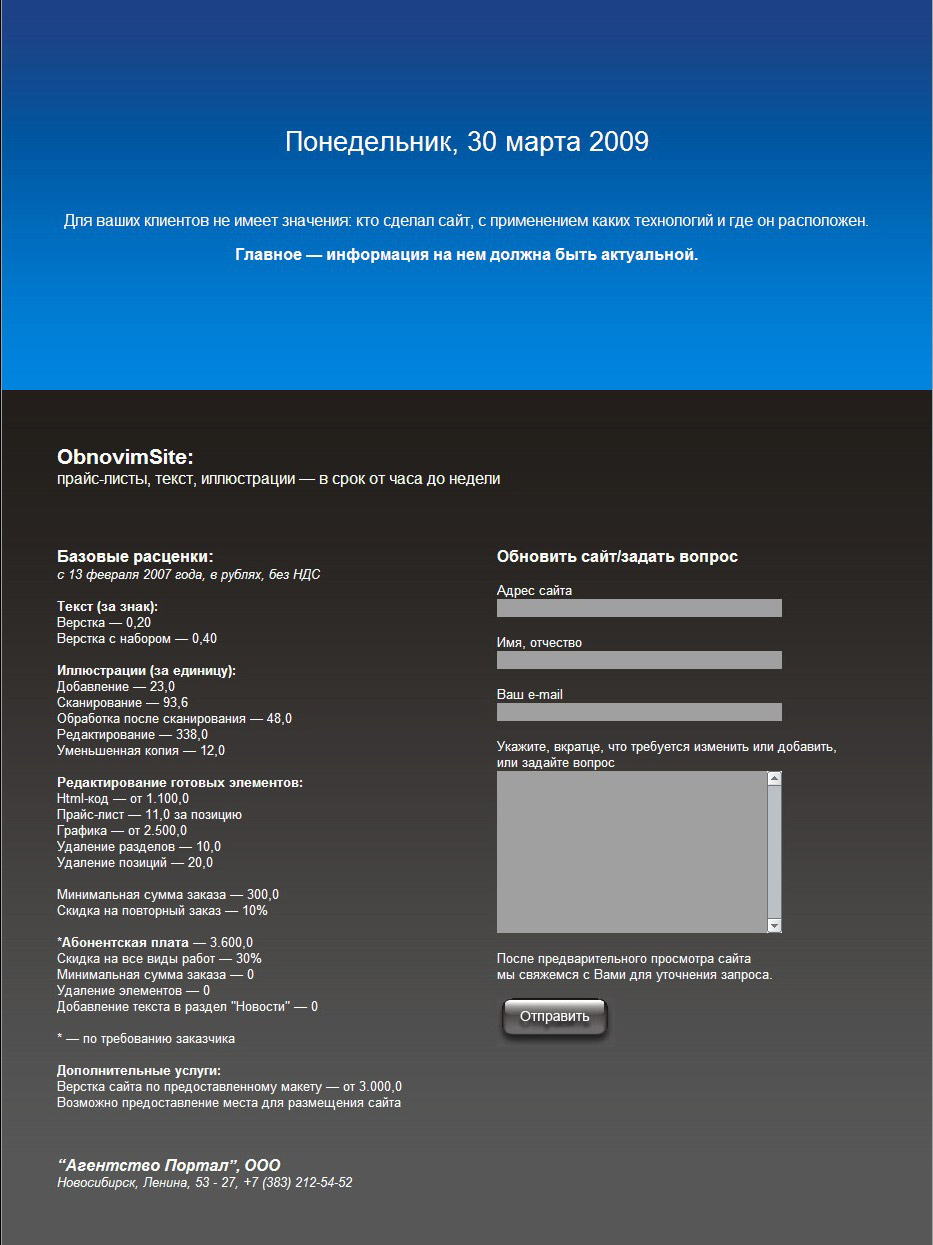 Понедельник, 30 марта 2009
Для ваших клиентов не имеет значения: кто сделал сайт, с применением каких технологий и где он расположен.
Главное — информация на нем должна быть актуальной.
ObnovimSite:
прайс-листы, текст, иллюстрации — в срок от часа до недели
Базовые расценки:
с 13 февраля 2007 года, в рублях, без НДС
Текст (за знак):
Верстка — 0,20
Верстка с набором — 0,40
Иллюстрации (за единицу):
Добавление — 23,0
Сканирование — 93,6
Обработка после сканирования — 48,0
Редактирование — 338,0
Уменьшенная копия — 12,0
Редактирование готовых элементов:
Html-код — от 1.100,0
Прайс-лист — 11,0 за позицию
Графика — от 2.500,0
Удаление разделов — 10,0
Удаление позиций — 20,0
Минимальная сумма заказа — 300,0
Скидка на повторный заказ — 10%
*Абонентская плата — 3.600,0
Скидка на все виды работ — 30%
Минимальная сумма заказа — 0
Удаление элементов — 0
Добавление текста в раздел "Новости" — 0
* — по требованию заказчика
Дополнительные услуги:
Верстка сайта по предоставленному макету — от 3.000,0
Возможно предоставление места для размещения сайта
Обновить сайт/задать вопрос
Адрес сайта
Имя, отчество
Ваш e-mail
Укажите, вкратце, что требуется изменить или добавить,
или задайте вопрос
После предварительного просмотра сайта
мы свяжемся с Вами для уточнения запроса.
Отправить
“Агентство Портал”, ООО
Новосибирск, Ленина, 53 - 27, +7 (383) 212-54-52